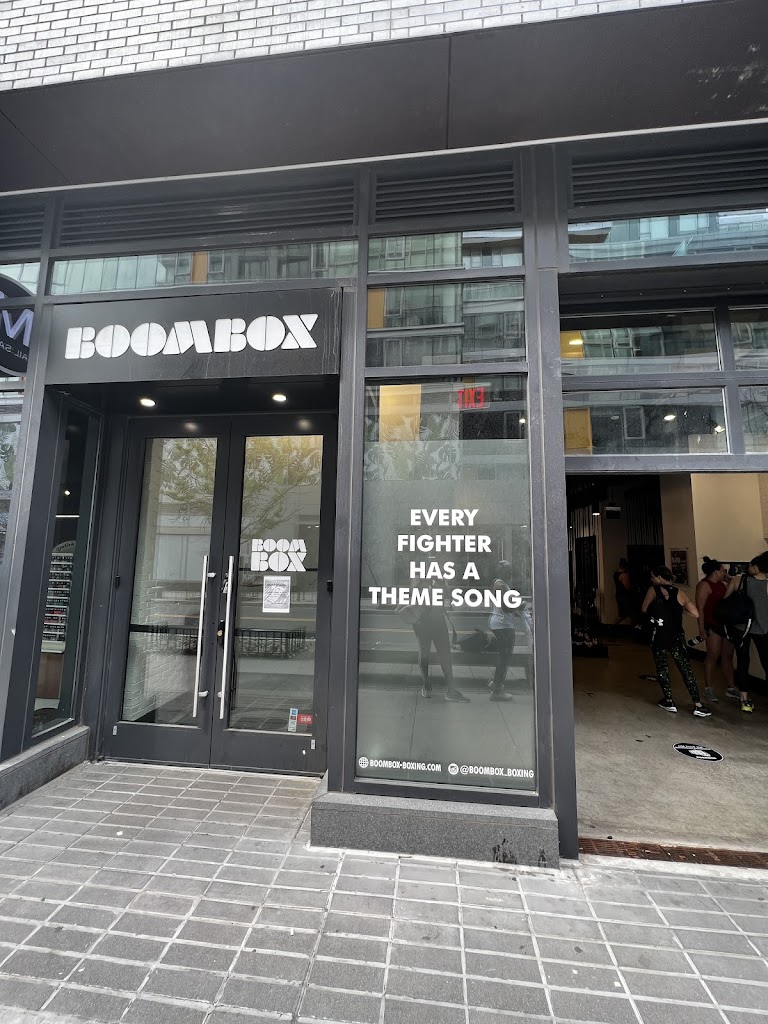 BOOMBOX
BOOM
BOX
EXIT
EVERY
FIGHTER
HAS A
THEME SONG
BOOMBOX-BOXING.COM @BOOMBOX_BOXING